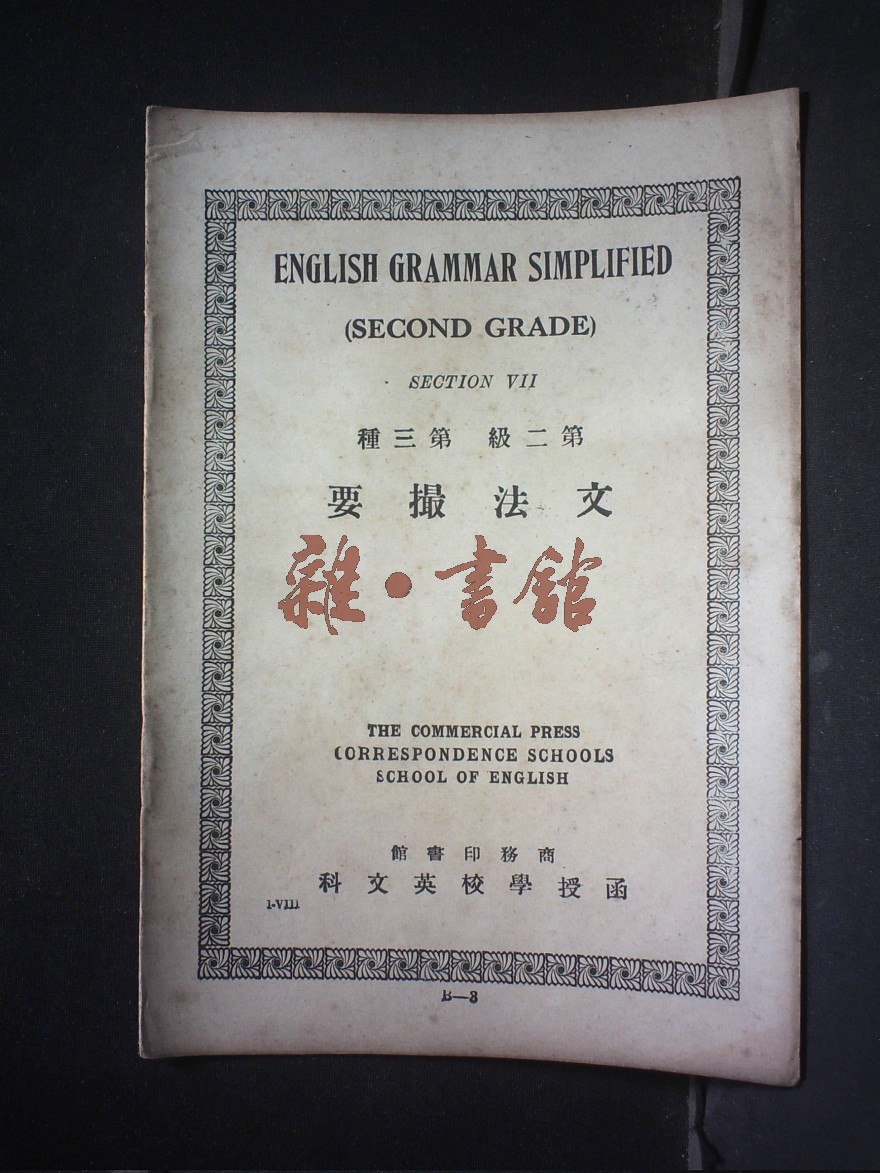 ENGLISH GRAMMAR SIMPLIFIED
(SECOND GRADE)
SECTION VII
第二級 第三種
文法撮要
雜•書館
THE COMMERCIAL PRESS
CORRESPONDENCE SCHOOLS
SCHOOL OF ENGLISH
商務印書館
函授學校英文科
I-VIII
B—3